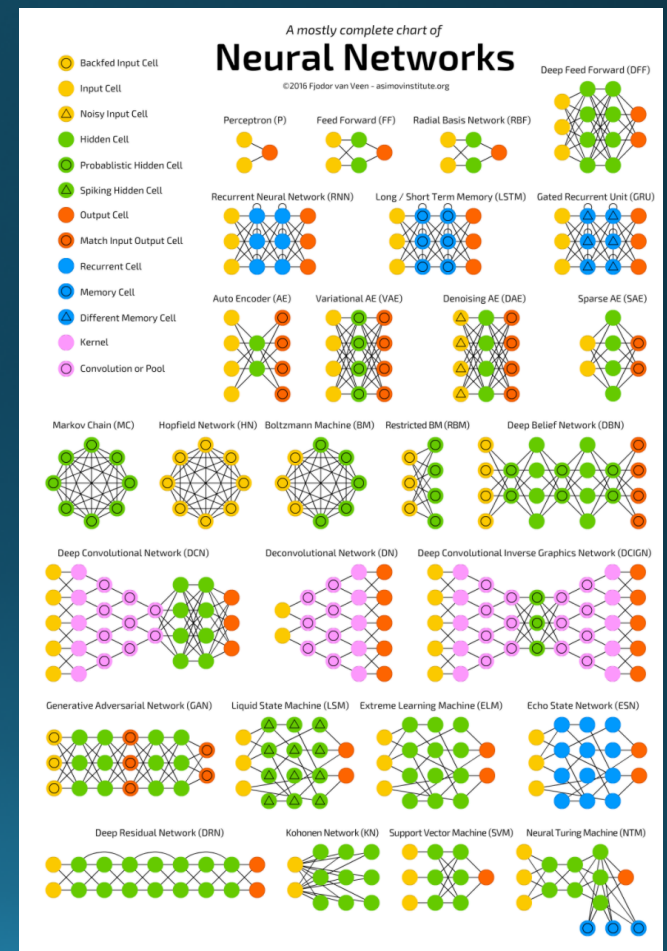 A mostly complete chart of
Neural Networks
©2016 Fjodor van Veen - asimovinstitute.org
Backfed Input Cell
Input Cell
Noisy Input Cell
Hidden Cell
Probablistic Hidden Cell
Spiking Hidden Cell
Output Cell
Match Input Output Cell
Recurrent Cell
Memory Cell
Different Memory Cell
Kernel
Convolution or Pool
Deep Feed Forward (DFF)
Perceptron (P) Feed Forward (FF) Radial Basis Network (RBF)
Recurrent Neural Network (RNN) Long / Short Term Memory (LSTM) Gated Recurrent Unit (GRU)
Auto Encoder (AE) Variational AE (VAE) Denoising AE (DAE) Sparse AE (SAE)
Markov Chain (MC) Hopfield Network (HN) Boltzmann Machine (BM) Restricted BM (RBM) Deep Belief Network (DBN)
Deep Convolutional Network (DCN) Deconvolutional Network (DN) Deep Convolutional Inverse Graphics Network (DCIGN)
Generative Adversarial Network (GAN) Liquid State Machine (LSM) Extreme Learning Machine (ELM) Echo State Network (ESN)
Deep Residual Network (DRN) Kohonen Network (KN) Support Vector Machine (SVM) Neural Turing Machine (NTM)